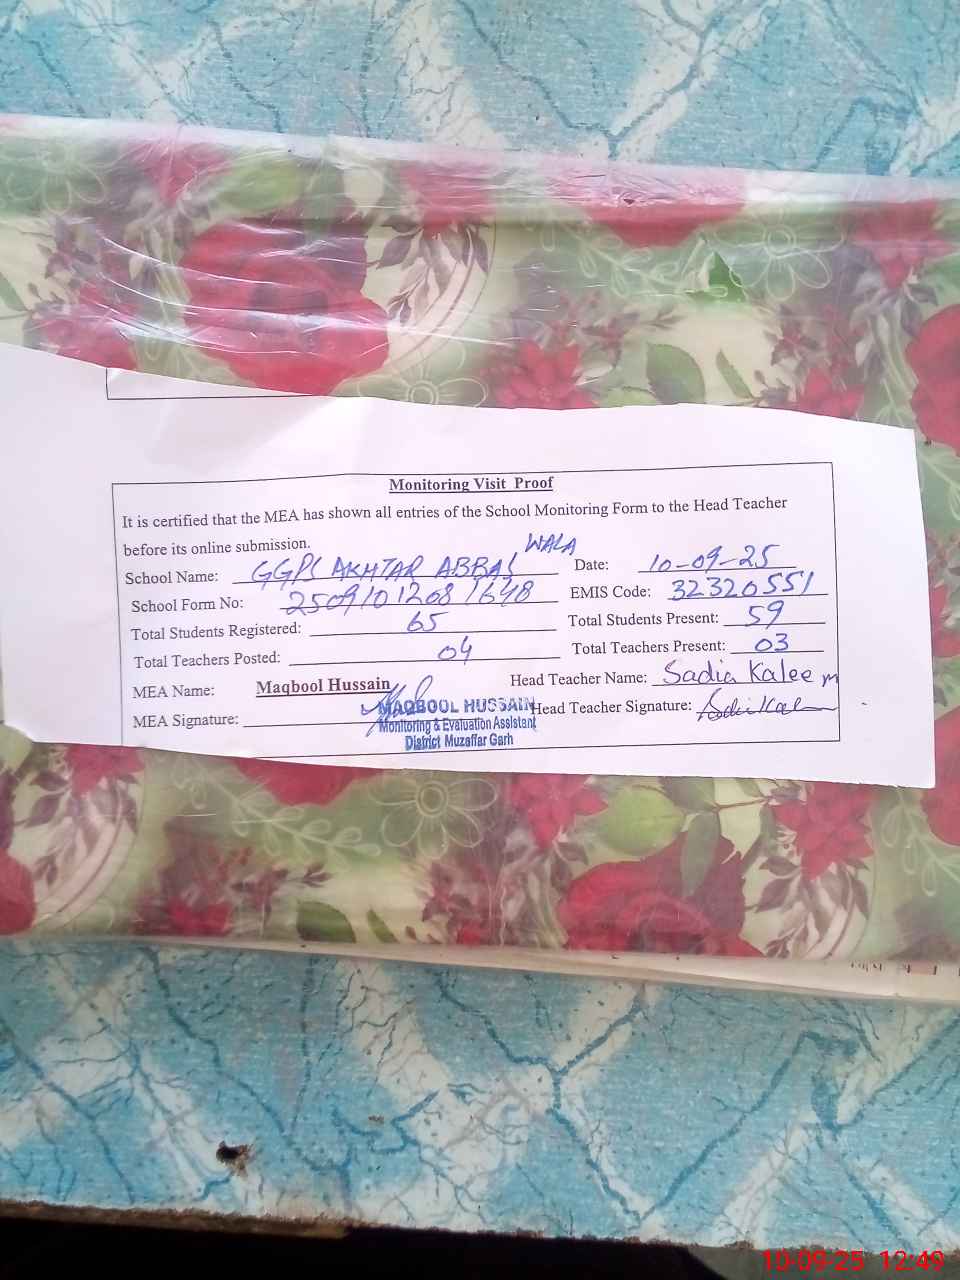 Monitoring Visit Proof
It is certified that the MEA has shown all entries of the School Monitoring Form to the Head Teacher
before its online submission.
School Name: GGPS AKHTAR ABBAS WALA Date: 10-09-25
School Form No: 25091012081648 EMIS Code: 32320551
Total Students Registered: 65 Total Students Present: 59
Total Teachers Posted: 04 Total Teachers Present: 03
MEA Name: Maqbool Hussain Head Teacher Name: Sadia Kaleem
MEA Signature: Head Teacher Signature:
MAQBOOL HUSSAIN
Monitoring & Evaluation Assistant
District Muzaffar Garh
10-09-25 12:49